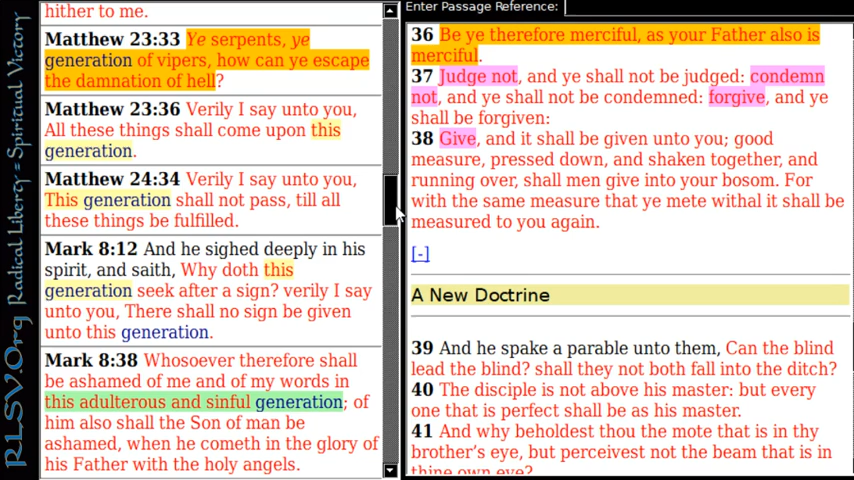 RLSV.Org Radical Liberty = Spiritual Victory
hither to me.
Matthew 23:33 Ye serpents, ye
generation of vipers, how can ye escape
the damnation of hell?
Matthew 23:36 Verily I say unto you,
All these things shall come upon this
generation.
Matthew 24:34 Verily I say unto you,
This generation shall not pass, till all
these things be fulfilled.
Mark 8:12 And he sighed deeply in his
spirit, and saith, Why doth this
generation seek after a sign? verily I say
unto you, There shall no sign be given
unto this generation.
Mark 8:38 Whosoever therefore shall
be ashamed of me and of my words in
this adulterous and sinful generation; of
him also shall the Son of man be
ashamed, when he cometh in the glory of
his Father with the holy angels.
Enter Passage Reference:
36 Be ye therefore merciful, as your Father also is
merciful.
37 Judge not, and ye shall not be judged: condemn
not, and ye shall not be condemned: forgive, and ye
shall be forgiven:
38 Give, and it shall be given unto you; good
measure, pressed down, and shaken together, and
running over, shall men give into your bosom. For
with the same measure that ye mete withal it shall be
measured to you again.
[-]
A New Doctrine
39 And he spake a parable unto them, Can the blind
lead the blind? shall they not both fall into the ditch?
40 The disciple is not above his master: but every
one that is perfect shall be as his master.
41 And why beholdest thou the mote that is in thy
brother's eye, but perceivest not the beam that is in
thine own eye?